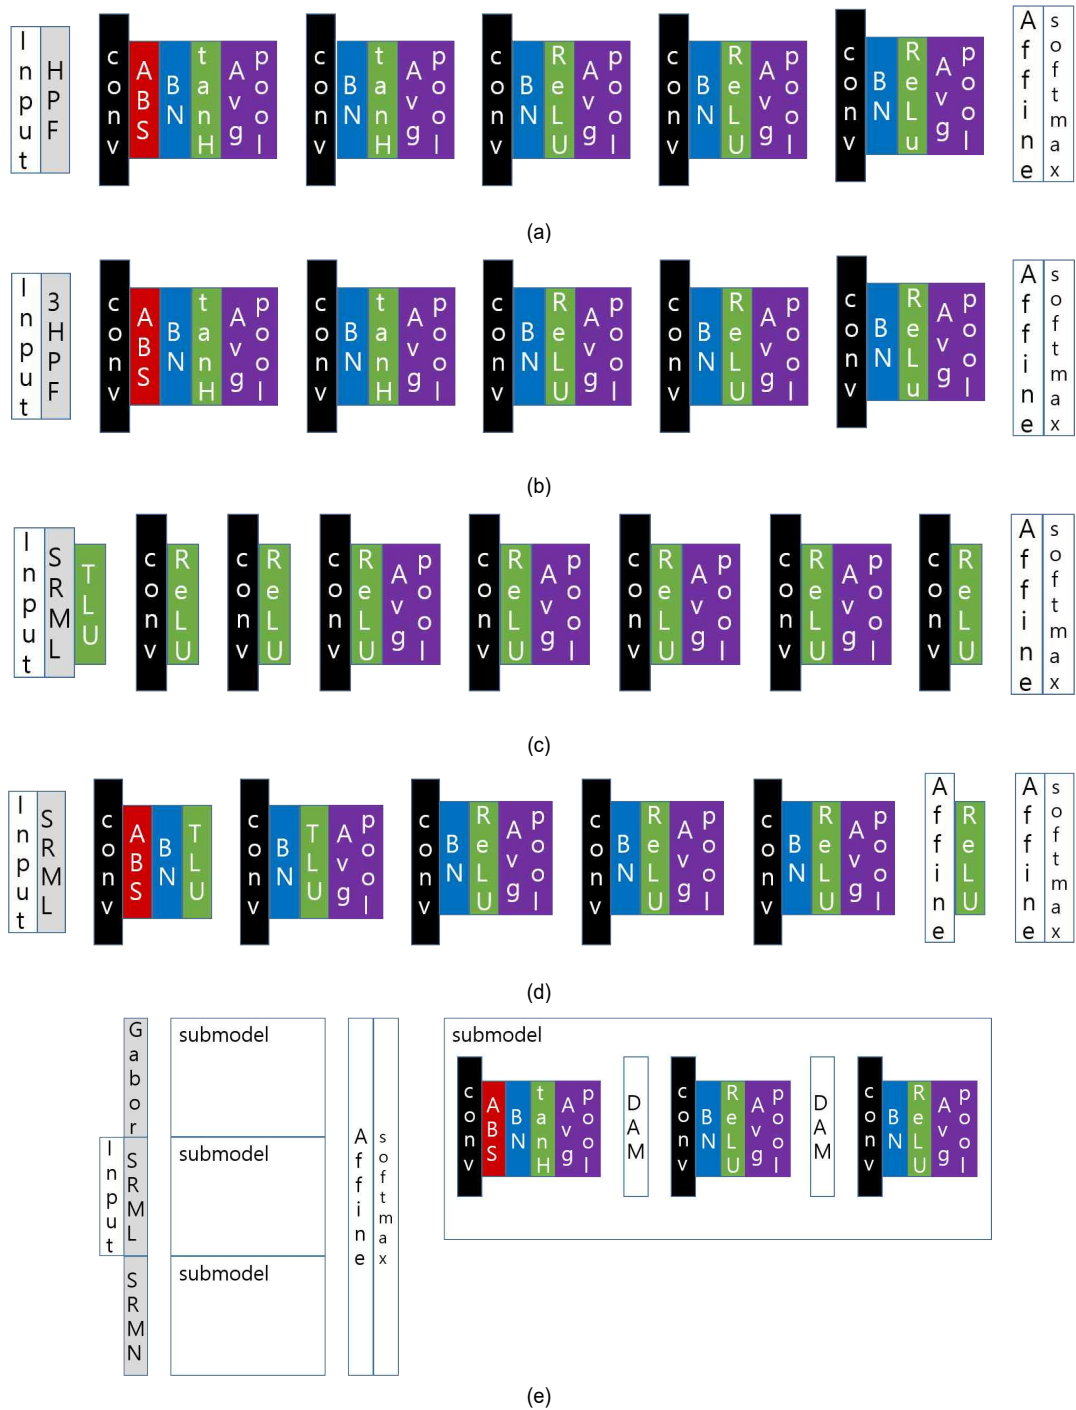 Input HPF conv ABS BN tanH Avg pool conv BN tanH Avg pool conv BN ReLU Avg pool conv BN ReLU Avg pool conv BN ReLu Avg pool Affine softmax
(a)
Input 3HPF conv ABS BN tanH Avg pool conv BN tanH Avg pool conv BN ReLU Avg pool conv BN ReLU Avg pool conv BN ReLu Avg pool Affine softmax
(b)
Input SRML TLU conv ReLU conv ReLU conv ReLU Avg pool conv ReLU Avg pool conv ReLU Avg pool conv ReLU Avg pool conv ReLU Affine softmax
(c)
Input SRML conv ABS BN TLU conv BN TLU Avg pool conv BN ReLU Avg pool conv BN ReLU Avg pool conv BN ReLU Avg pool Affine ReLU Affine softmax
(d)
Gabor submodel
Input SRML submodel
SRMN submodel
Affine softmax
submodel
conv ABS BN tanH Avg pool DAM conv BN ReLU Avg pool DAM conv BN ReLU Avg pool
(e)